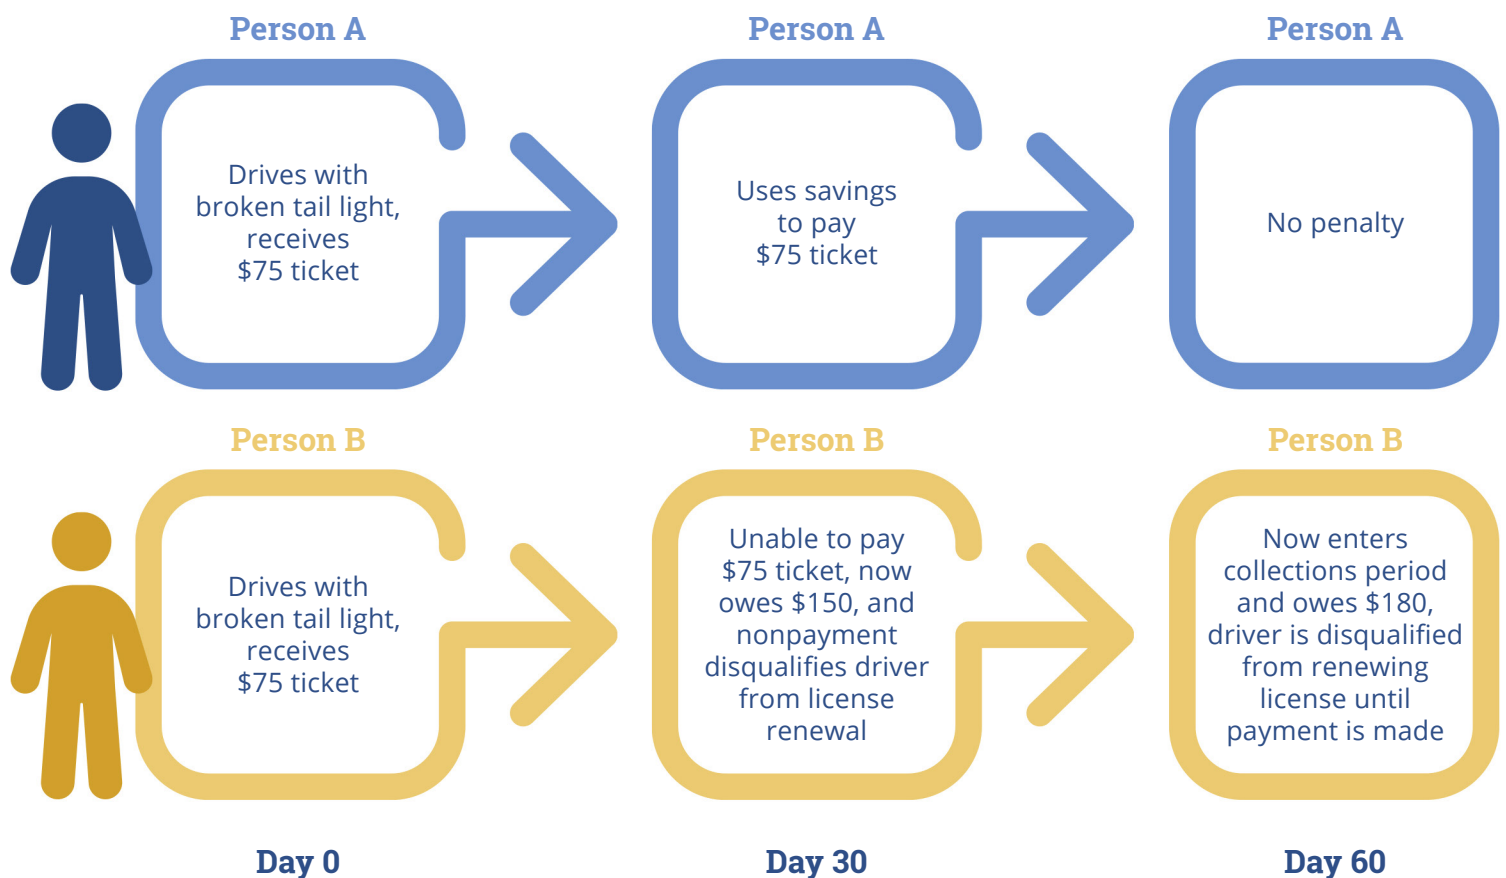 Person A
Person A
Person A
Drives with
broken tail light,
receives
$75 ticket
Uses savings
to pay
$75 ticket
No penalty
Person B
Person B
Person B
Drives with
broken tail light,
receives
$75 ticket
Unable to pay
$75 ticket, now
owes $150, and
nonpayment
disqualifies driver
from license
renewal
Now enters
collections period
and owes $180,
driver is disqualified
from renewing
license until
payment is made
Day 0
Day 30
Day 60